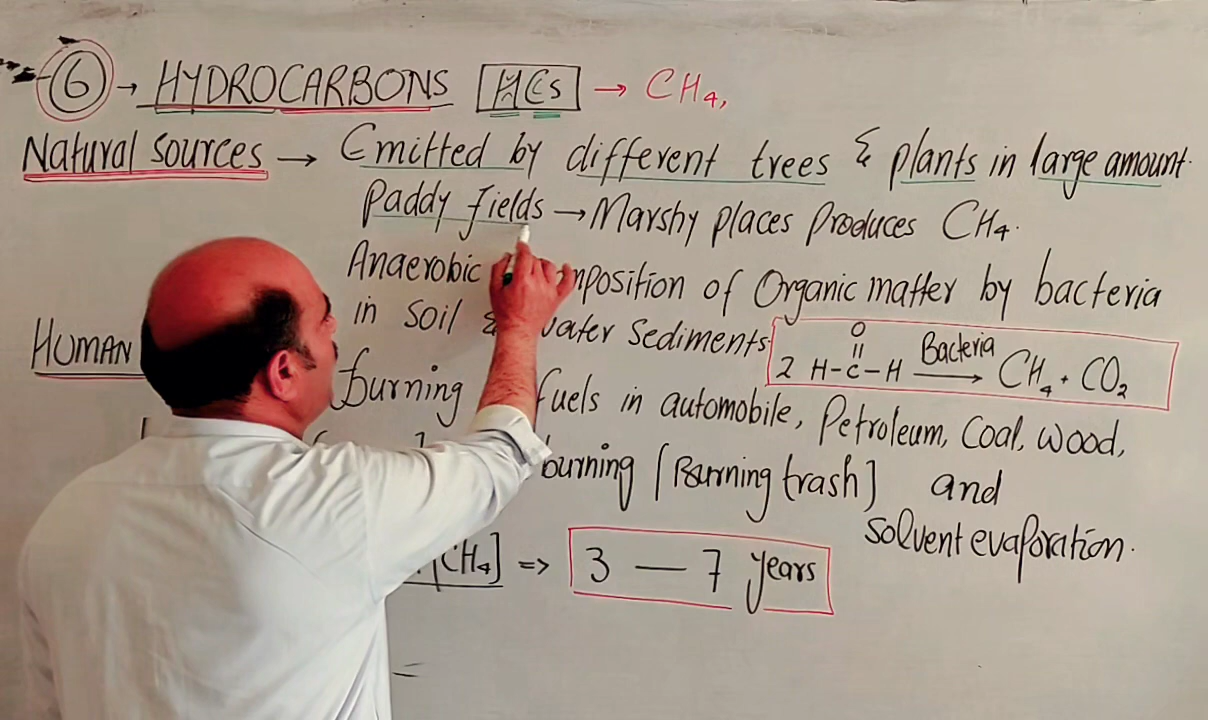 6 → HYDROCARBONS HCs → CH₄,
Natural Sources → Emitted by different trees & plants in large amount.
Paddy fields → Marshy places Produces CH₄.
Anaerobic mposition of Organic matter by bacteria
in Soil & water Sediments
O
||
2 H-C-H Bacteria → CH₄ + CO₂
HUMAN
burning fuels in automobile, Petroleum, Coal, wood,
burning [Burning trash] and
solvent evaporation.
[CH₄] => 3 — 7 years